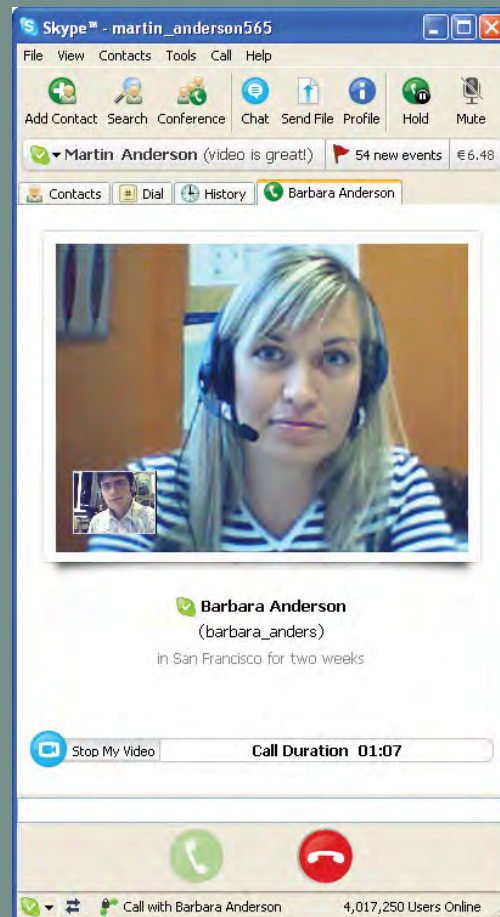 Skype™ - martin_anderson565
File View Contacts Tools Call Help
Add Contact Search Conference Chat Send File Profile Hold Mute
Martin Anderson (video is great!) 54 new events €6.48
Contacts # Dial History Barbara Anderson
Barbara Anderson
(barbara_anders)
in San Francisco for two weeks
Stop My Video Call Duration 01:07
Call with Barbara Anderson 4,017,250 Users Online